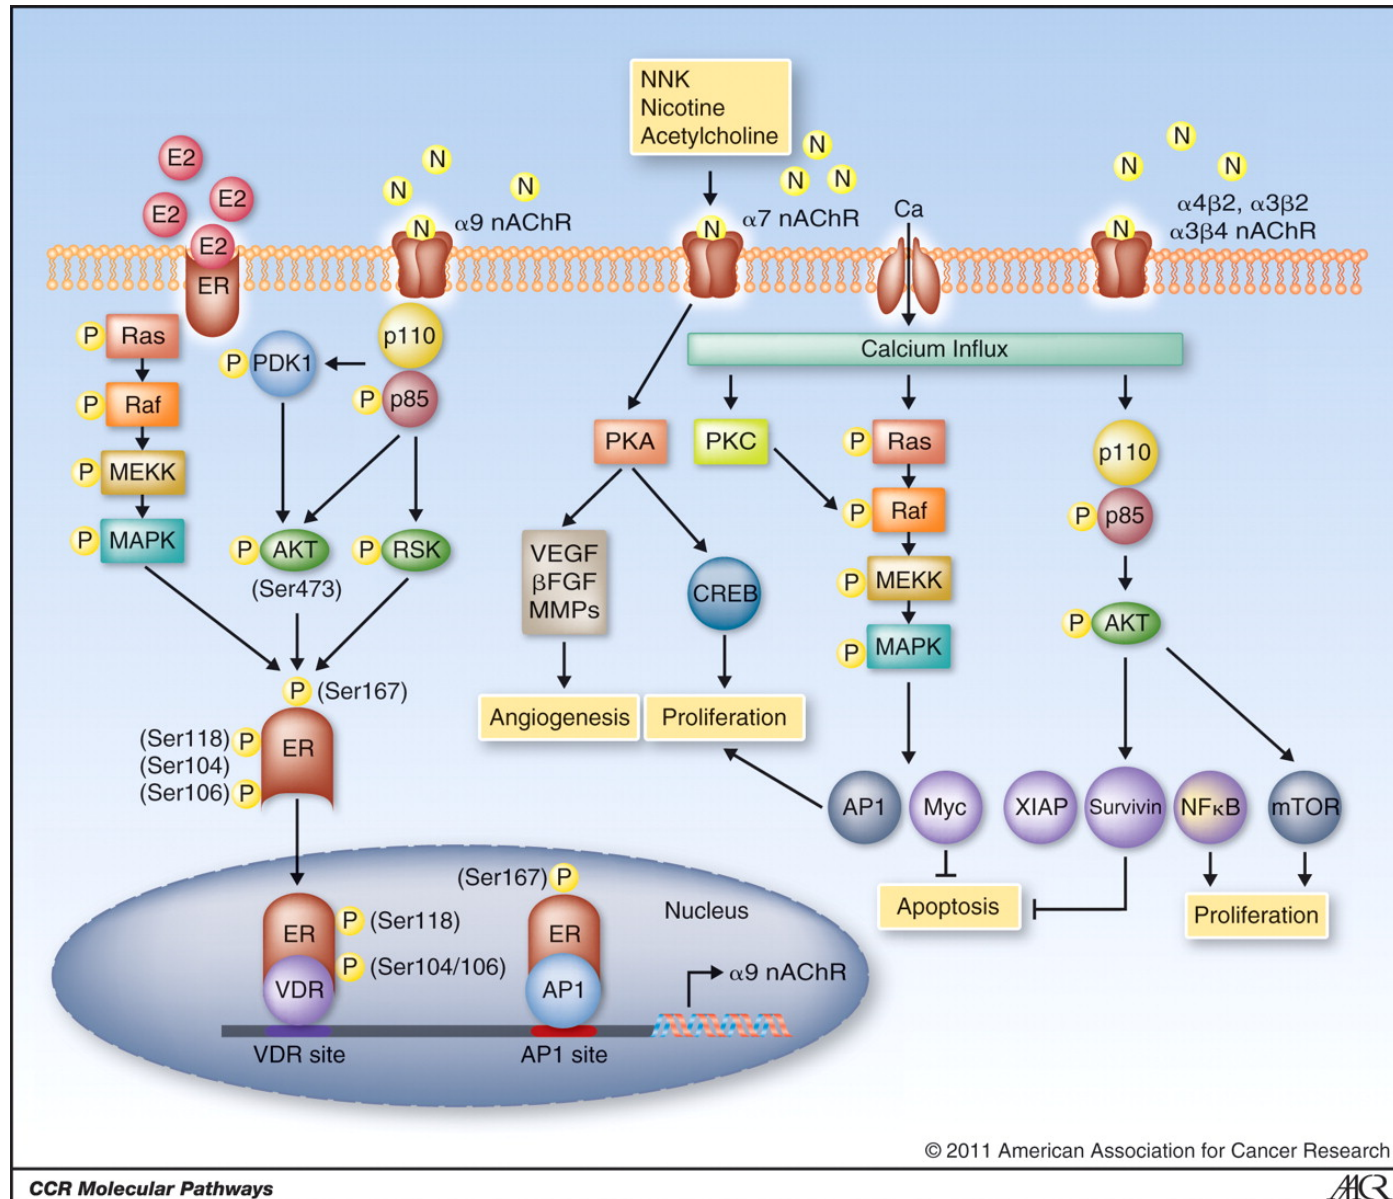 NNK
Nicotine
Acetylcholine
E2
E2
E2
E2
ER
N
N
N
N
α9 nAChR
N
N
N
N
α7 nAChR
Ca
N
N
N
N
α4β2, α3β2
α3β4 nAChR
P Ras
P Raf
P MEKK
P MAPK
P PDK1
p110
P p85
P AKT
(Ser473)
P RSK
P (Ser167)
(Ser118) P
(Ser104)
(Ser106) P
ER
Calcium Influx
PKA
PKC
VEGF
βFGF
MMPs
CREB
Angiogenesis
Proliferation
P Ras
P Raf
P MEKK
P MAPK
p110
P p85
P AKT
AP1
Myc
XIAP
Survivin
NFκB
mTOR
Apoptosis
Proliferation
Nucleus
ER
P (Ser118)
P (Ser104/106)
VDR
VDR site
(Ser167) P
ER
AP1
AP1 site
α9 nAChR
© 2011 American Association for Cancer Research
CCR Molecular Pathways
AACR